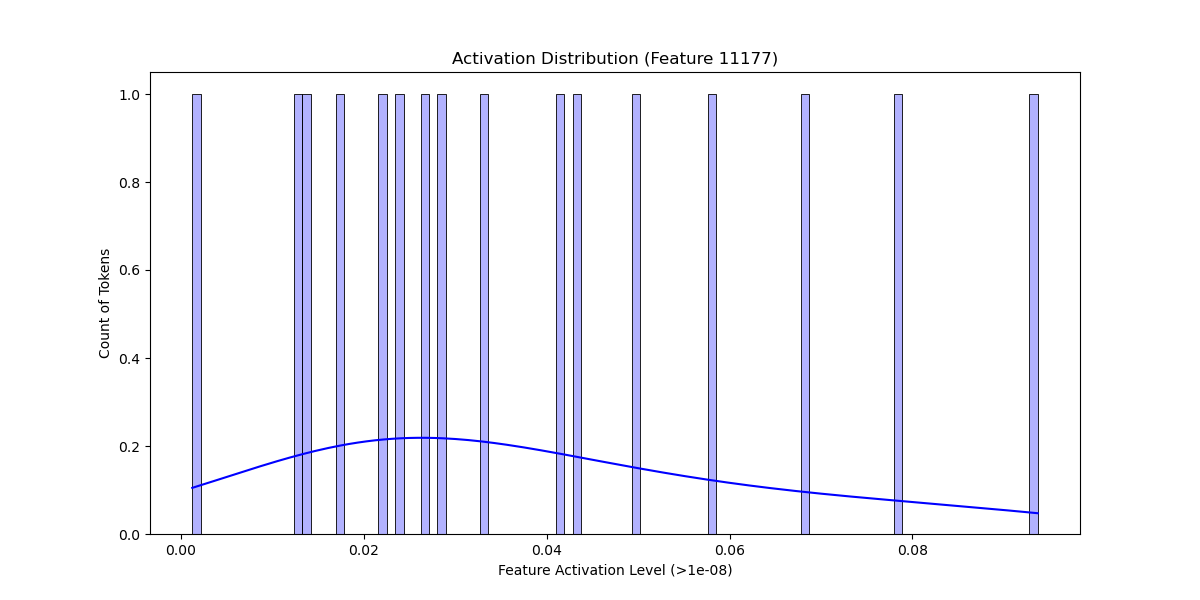 Activation Distribution (Feature 11177)
Count of Tokens
1.0
0.8
0.6
0.4
0.2
0.0
0.00 0.02 0.04 0.06 0.08
Feature Activation Level (>1e-08)